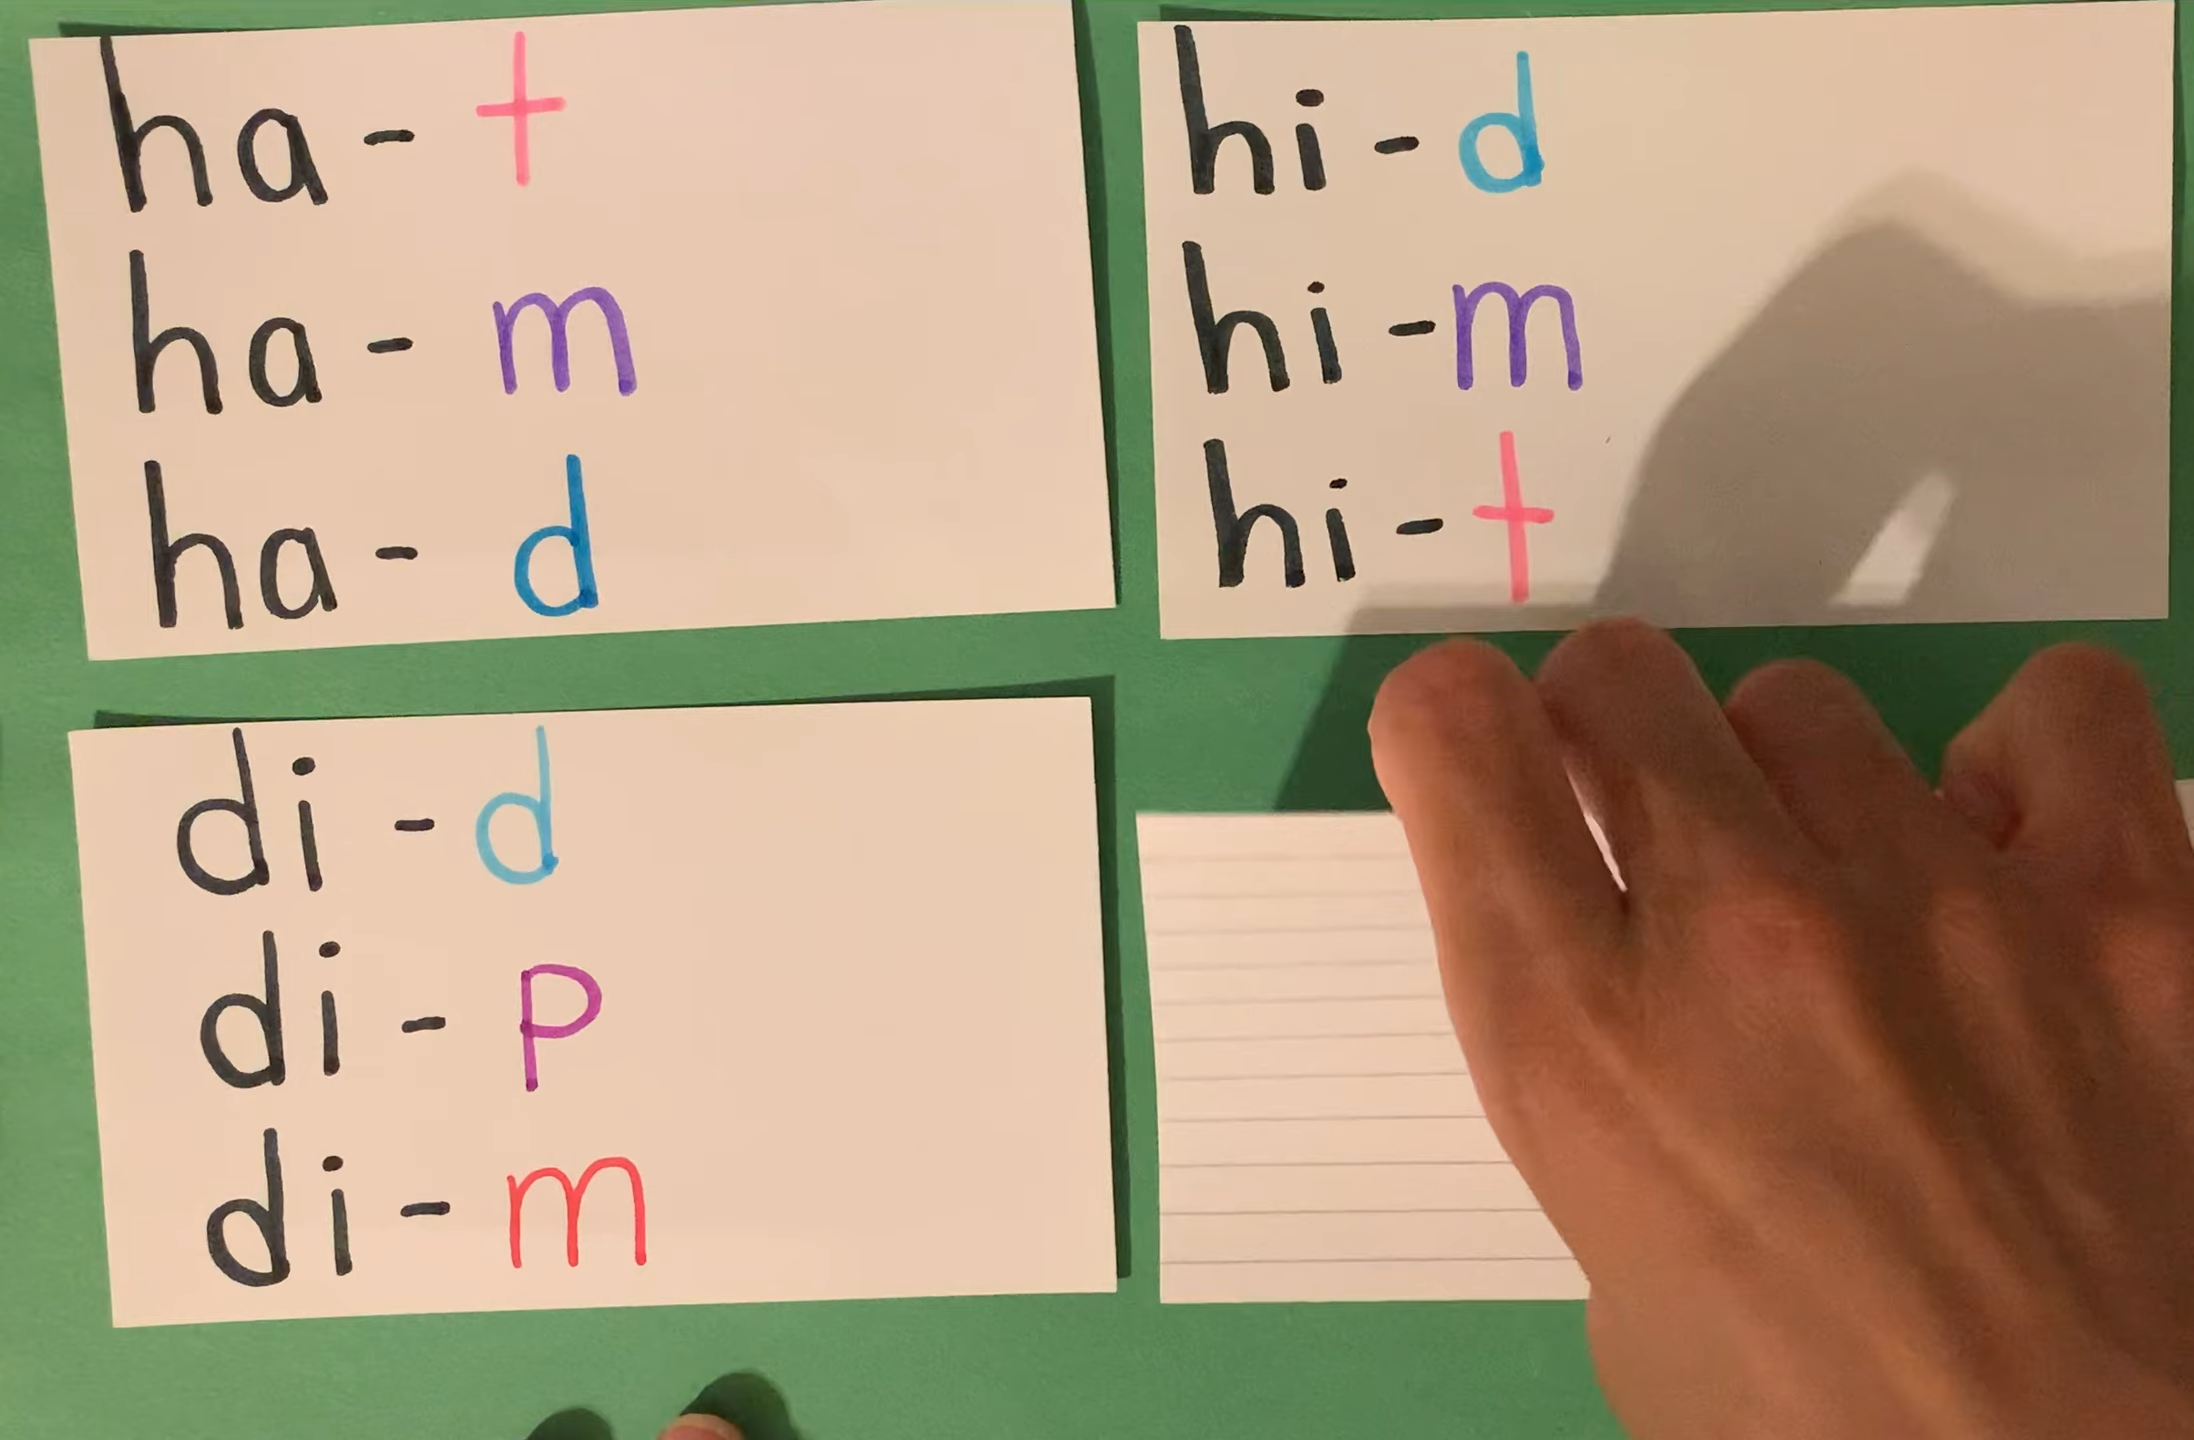 ha - t
ha - m
ha - d
hi - d
hi - m
hi - t
di - d
di - p
di - m